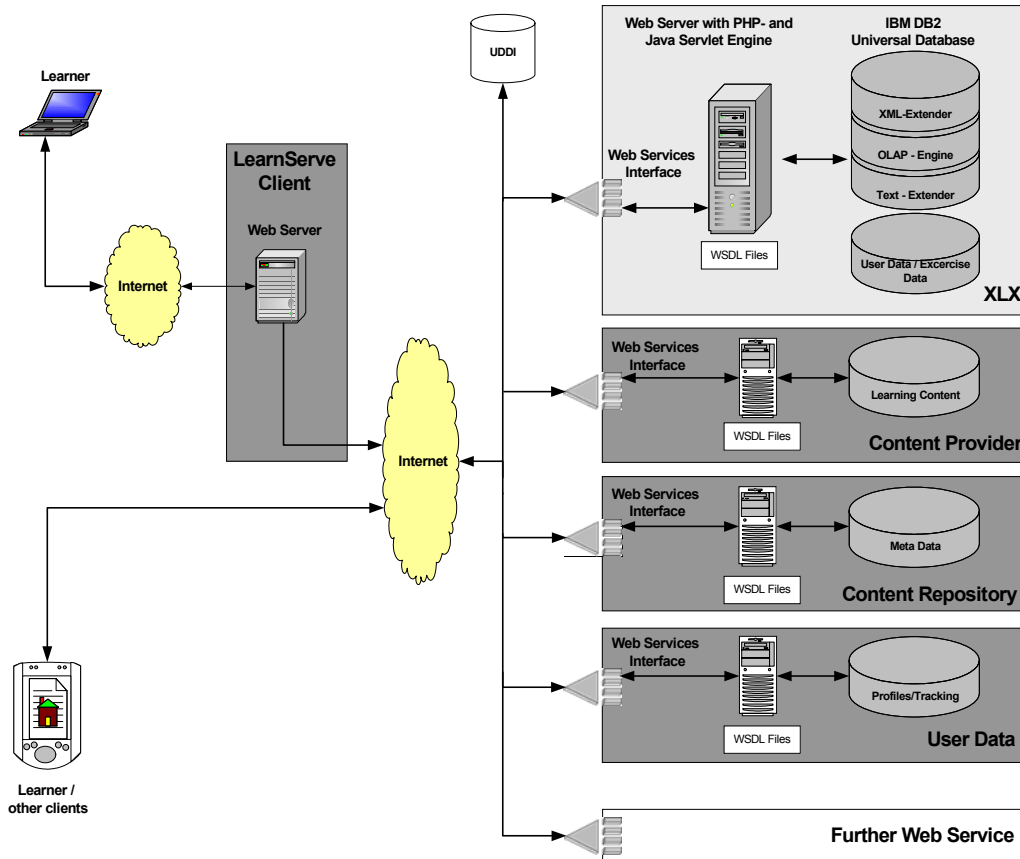 Learner
LearnServe
Client
Web Server
Internet
Internet
Learner /
other clients
UDDI
Web Server with PHP- and
Java Servlet Engine
IBM DB2
Universal Database
XML-Extender
OLAP - Engine
Text - Extender
Web Services
Interface
WSDL Files
User Data / Excercise
Data
XLX
Web Services
Interface
WSDL Files
Learning Content
Content Provider
Web Services
Interface
WSDL Files
Meta Data
Content Repository
Web Services
Interface
WSDL Files
Profiles/Tracking
User Data
Further Web Service